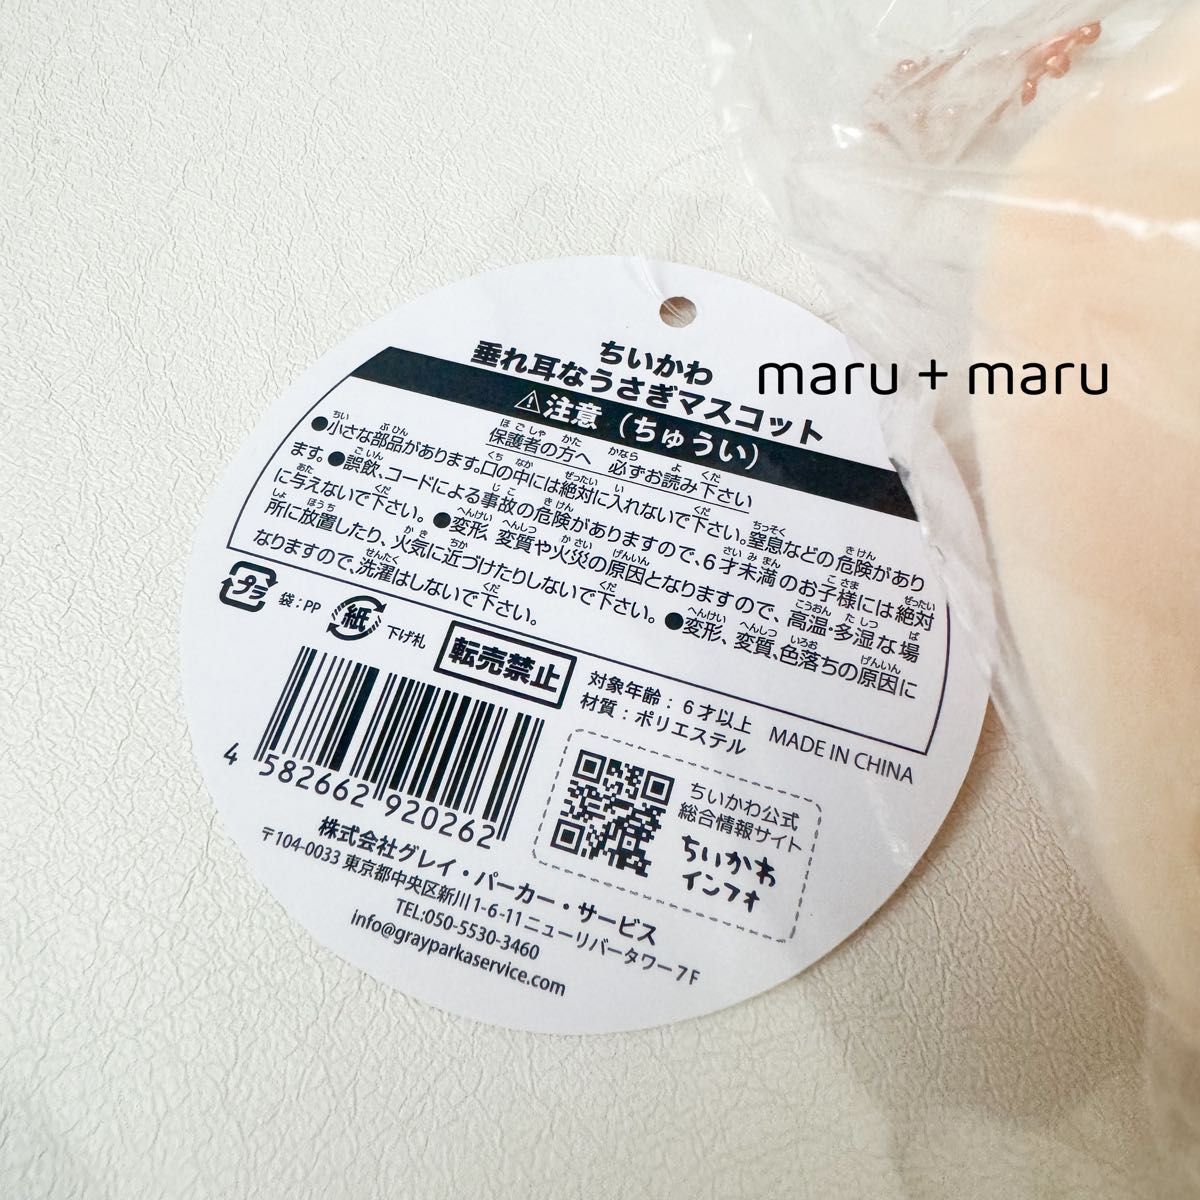 ちいかわ
垂れ耳なうさぎマスコット
maru + maru
⚠注意（ちゅうい）
保護者の方へ 必ずお読み下さい
●小さな部品があります。口の中には絶対に入れないで下さい。窒息などの危険があり
ます。●誤飲、コードによる事故の危険がありますので、6才未満のお子様には絶対
に与えないで下さい。●変形 変質や火災の原因となりますので、高温・多湿な場
所に放置したり、火気に近づけたりしないで下さい。●変形、変質、色落ちの原因に
なりますので、洗濯はしないで下さい。
プラ 袋:PP 紙 下げ札
転売禁止
対象年齢：6才以上
材質：ポリエステル MADE IN CHINA
4 582662 920262
ちいかわ公式
総合情報サイト
ちいかわ
インフォ
株式会社グレイ・パーカー・サービス
〒104-0033 東京都中央区新川1-6-11ニューリバータワー7F
TEL:050-5530-3460
info@grayparkaservice.com